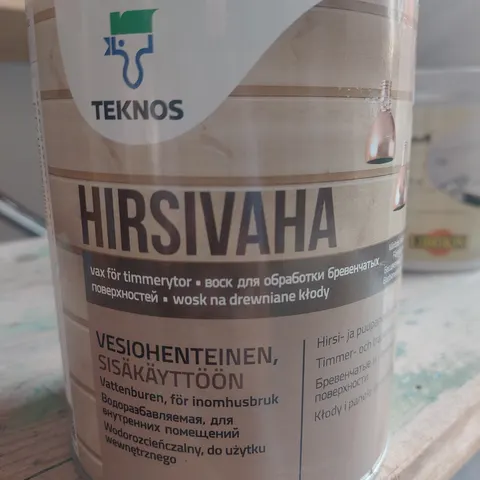 TEKNOS
HIRSIVAHA
vax för timmerytor • воск для обработки бревенчатых
поверхностей • wosk na drewniane kłody
VESIOHENTEINEN,
SISÄKÄYTTÖÖN
Vattenburen, för inomhusbruk
Водоразбавляемая, для
внутренних помещений
Wodorozcieńczalny, do użytku
wewnętrznego
Hirsi- ja
Timmer- och
Бревенчатые и
поверхности
Kłody i